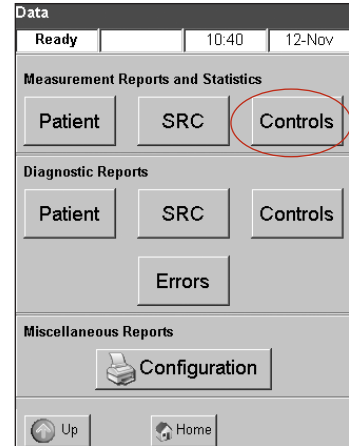 Data
Ready 10:40 12-Nov
Measurement Reports and Statistics
Patient SRC Controls
Diagnostic Reports
Patient SRC Controls
Errors
Miscellaneous Reports
Configuration
Up Home